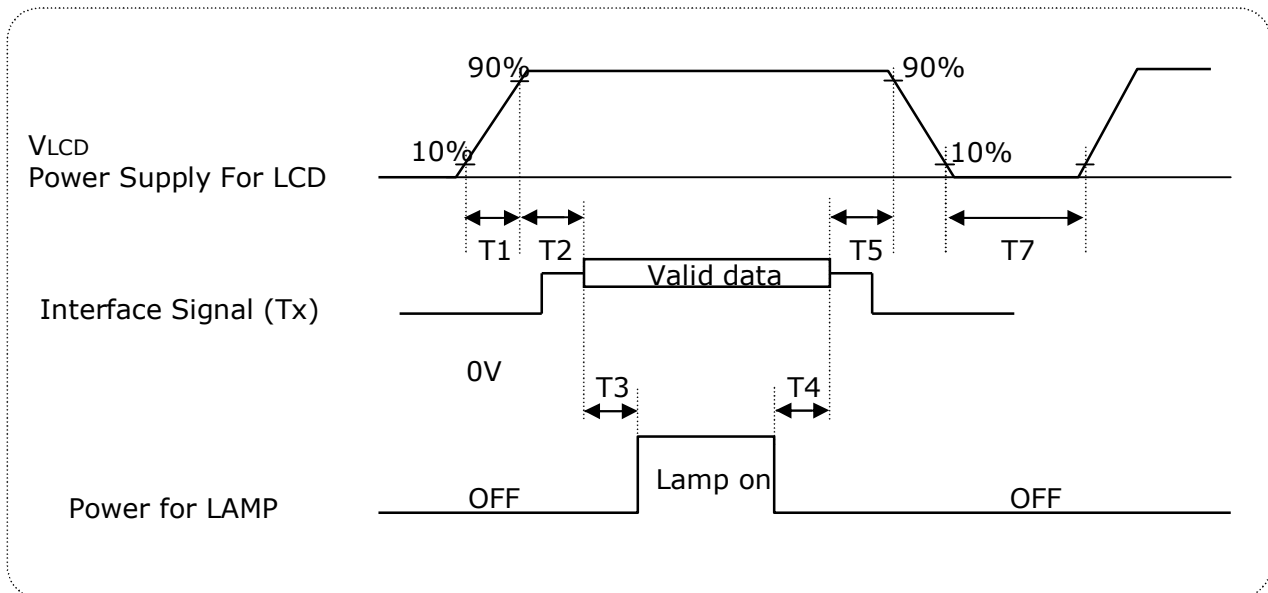 90%
90%
VLCD
10%
10%
Power Supply For LCD
T1
T2
T5
T7
Valid data
Interface Signal (Tx)
0V
T3
T4
Lamp on
OFF
OFF
Power for LAMP